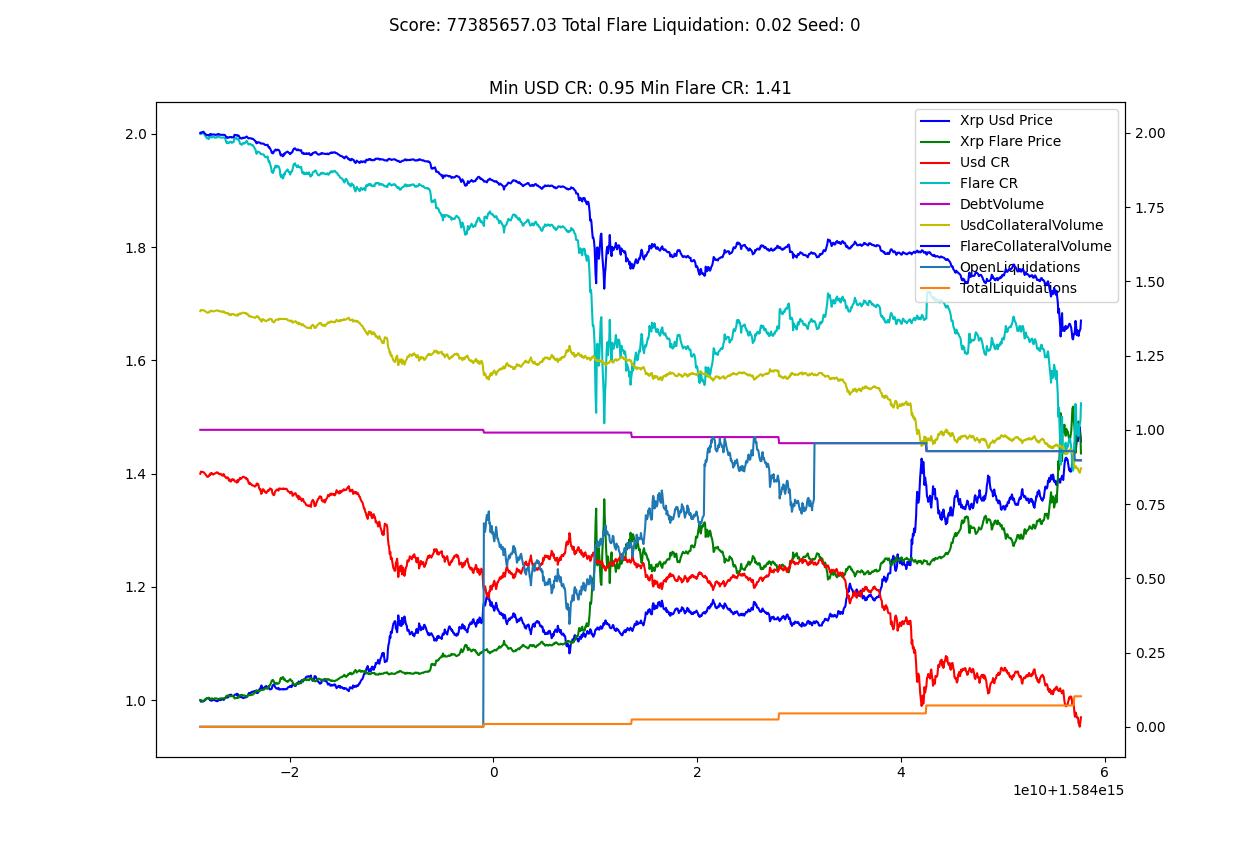 Score: 77385657.03 Total Flare Liquidation: 0.02 Seed: 0
Min USD CR: 0.95 Min Flare CR: 1.41
2.0
1.8
1.6
1.4
1.2
1.0
Xrp Usd Price
Xrp Flare Price
Usd CR
Flare CR
DebtVolume
UsdCollateralVolume
FlareCollateralVolume
OpenLiquidations
TotalLiquidations
2.00
1.75
1.50
1.25
1.00
0.75
0.50
0.25
0.00
−2 0 2 4 6
1e10+1.584e15